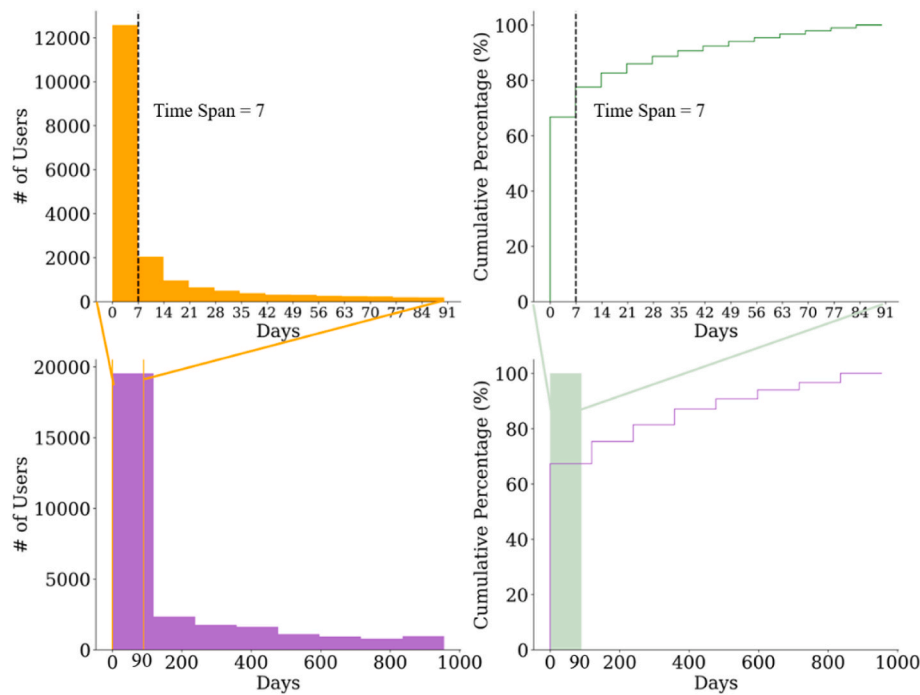 12000
10000
8000
6000
4000
2000
0
# of Users
Time Span = 7
0 7 14 21 28 35 42 49 56 63 70 77 84 91
Days
100
80
60
40
20
0
Cumulative Percentage (%)
Time Span = 7
0 7 14 21 28 35 42 49 56 63 70 77 84 91
Days
20000
15000
10000
5000
0
# of Users
0 90 200 400 600 800 1000
Days
100
80
60
40
20
0
Cumulative Percentage (%)
0 90 200 400 600 800 1000
Days